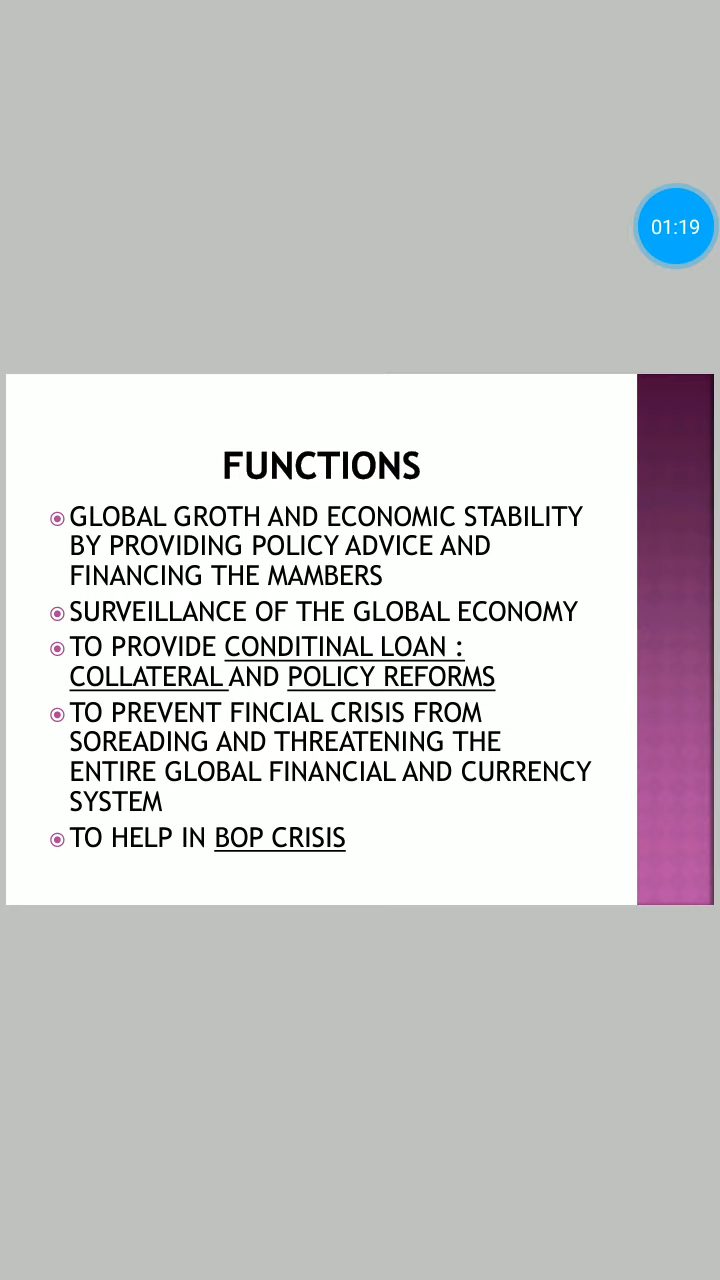 01:19
FUNCTIONS
GLOBAL GROTH AND ECONOMIC STABILITY
BY PROVIDING POLICY ADVICE AND
FINANCING THE MAMBERS
SURVEILLANCE OF THE GLOBAL ECONOMY
TO PROVIDE CONDITINAL LOAN :
COLLATERAL AND POLICY REFORMS
TO PREVENT FINCIAL CRISIS FROM
SOREADING AND THREATENING THE
ENTIRE GLOBAL FINANCIAL AND CURRENCY
SYSTEM
TO HELP IN BOP CRISIS